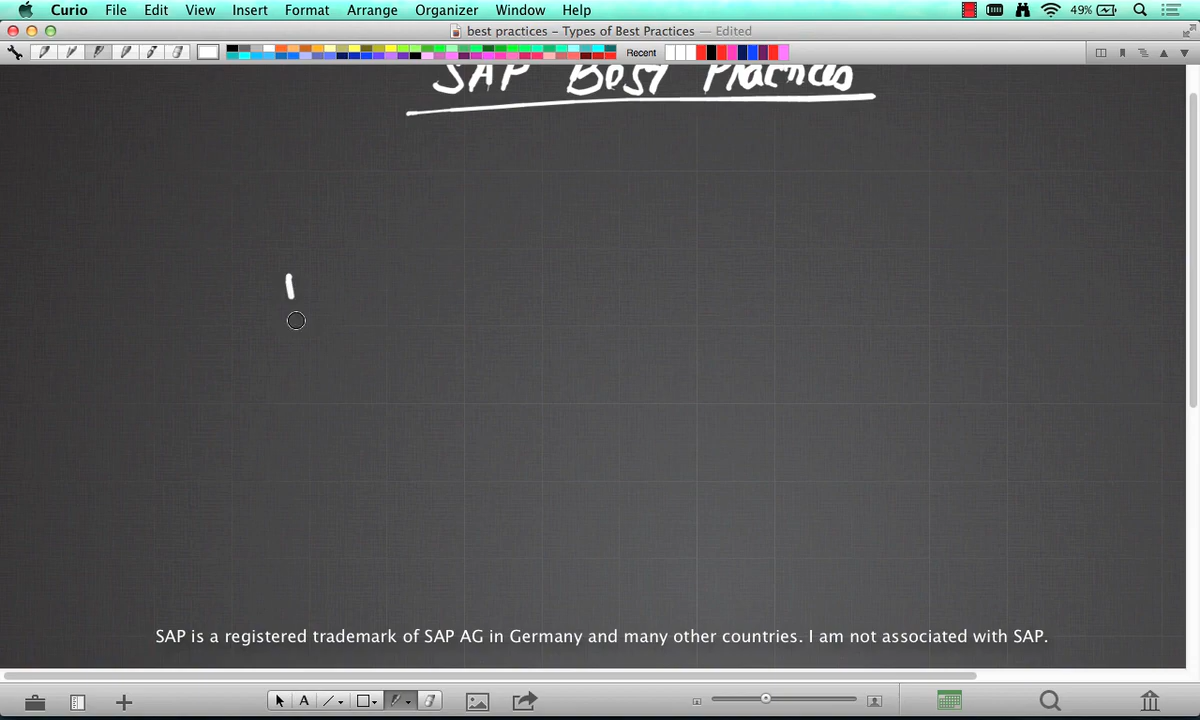 Curio File Edit View Insert Format Arrange Organizer Window Help 49%
best practices – Types of Best Practices — Edited
Recent
SAP Best Practices
I
SAP is a registered trademark of SAP AG in Germany and many other countries. I am not associated with SAP.
A